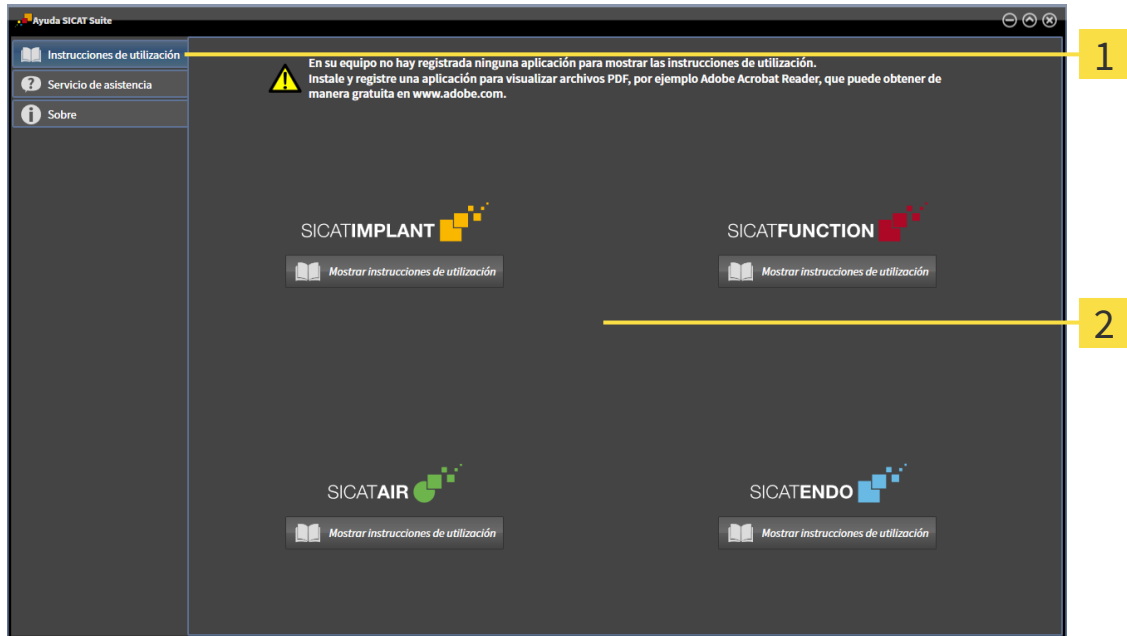 Ayuda SICAT Suite
Instrucciones de utilización
Servicio de asistencia
Sobre
En su equipo no hay registrada ninguna aplicación para mostrar las instrucciones de utilización.
Instale y registre una aplicación para visualizar archivos PDF, por ejemplo Adobe Acrobat Reader, que puede obtener de
manera gratuita en www.adobe.com.
1
SICATIMPLANT
SICATFUNCTION
Mostrar instrucciones de utilización
Mostrar instrucciones de utilización
2
SICATAIR
SICATENDO
Mostrar instrucciones de utilización
Mostrar instrucciones de utilización